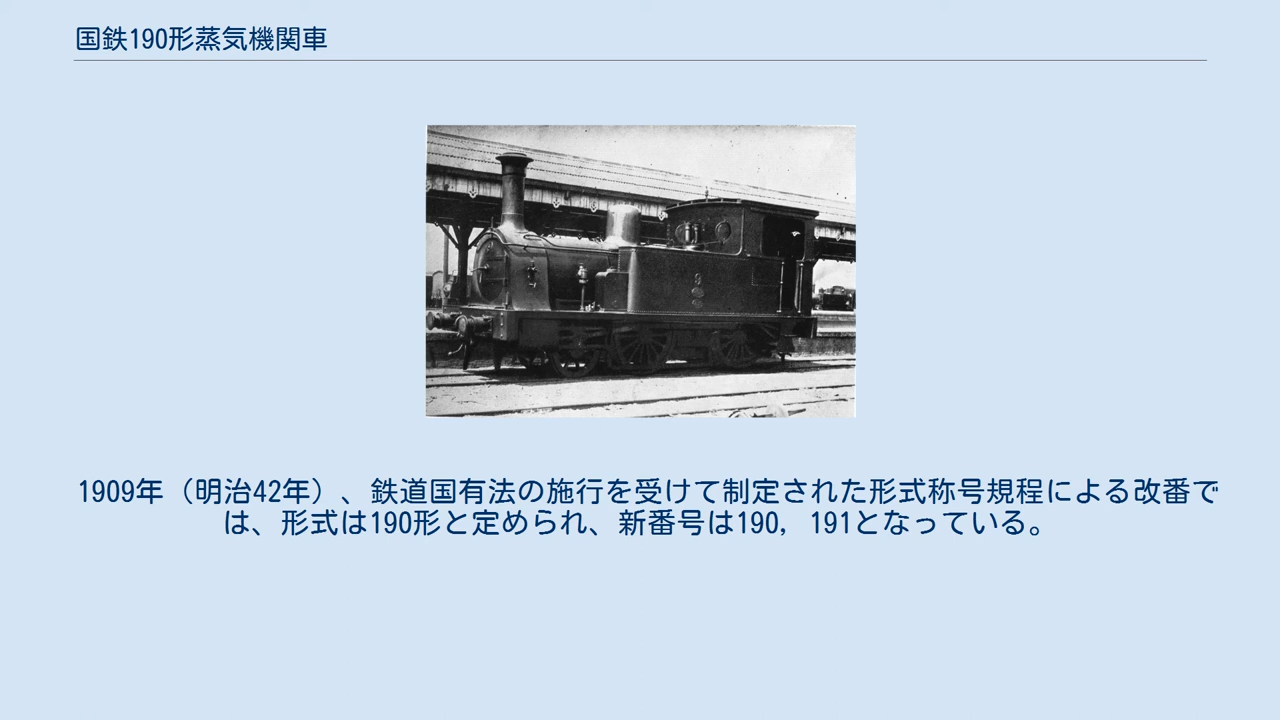 国鉄190形蒸気機関車
1909年（明治42年）、鉄道国有法の施行を受けて制定された形式称号規程による改番で
は、形式は190形と定められ、新番号は190，191となっている。